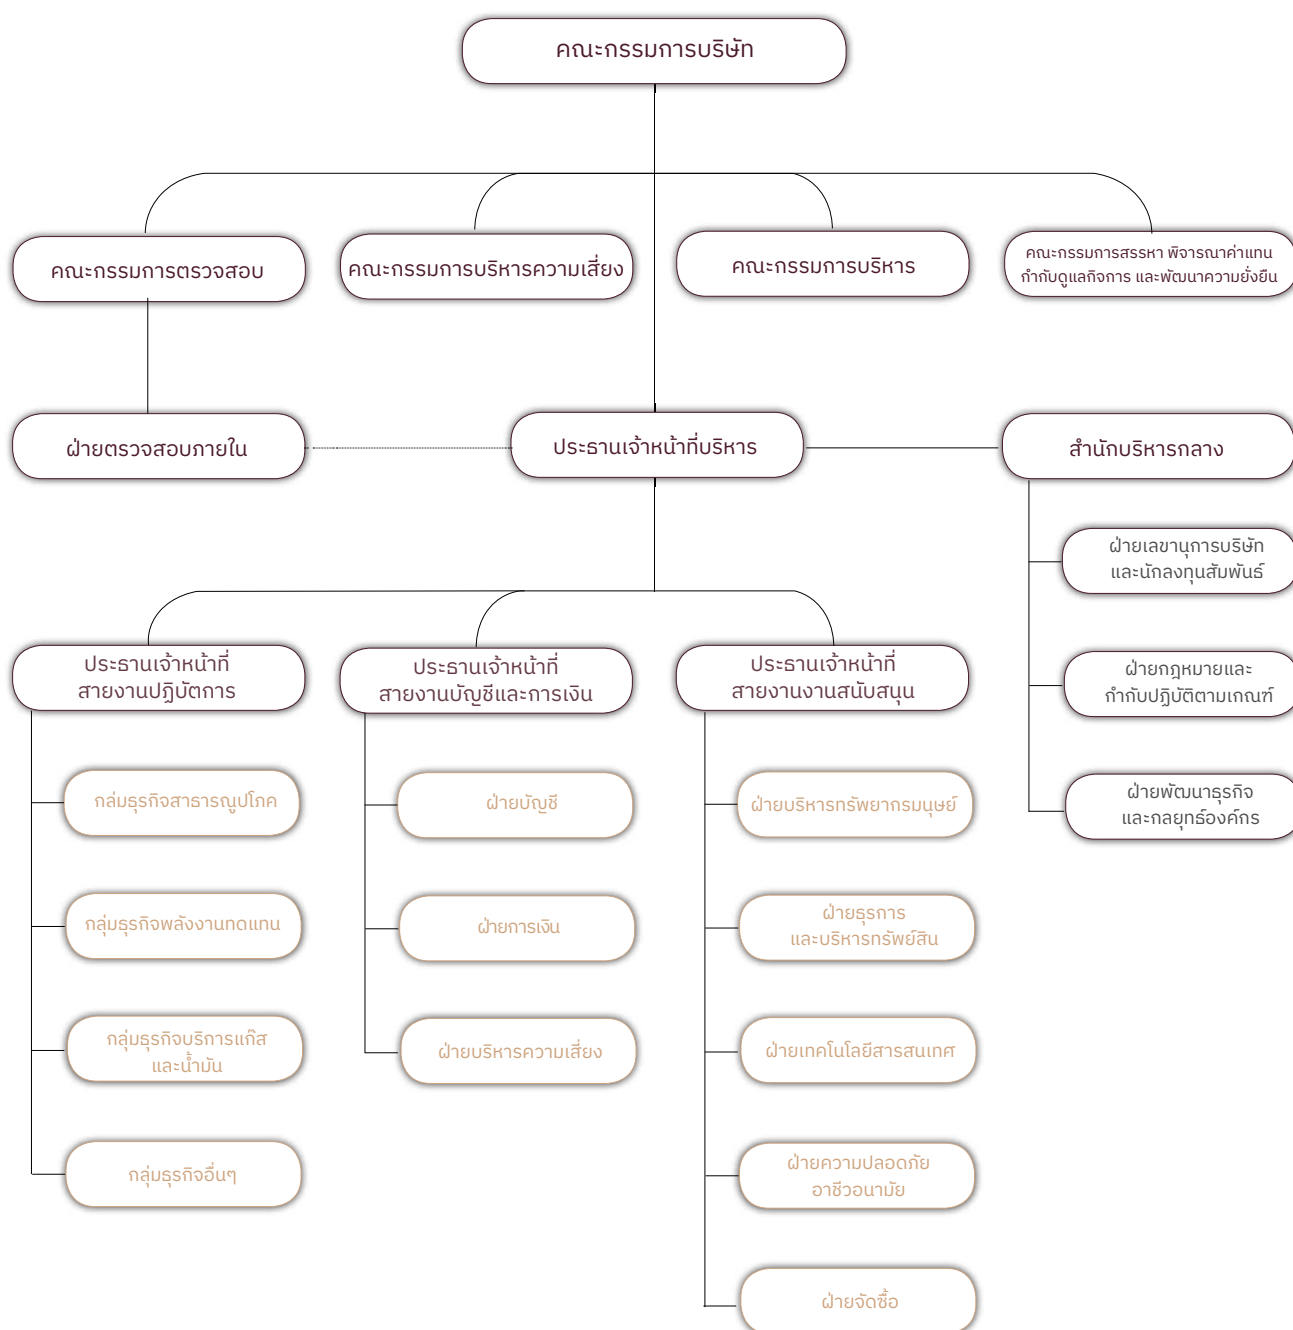 คณะกรรมการบริษัท
คณะกรรมการตรวจสอบ
คณะกรรมการบริหารความเสี่ยง
คณะกรรมการบริหาร
คณะกรรมการสรรหา พิจารณาค่าแทน
กำกับดูแลกิจการ และพัฒนาความยั่งยืน
ฝ่ายตรวจสอบภายใน
ประธานเจ้าหน้าที่บริหาร
สำนักบริหารกลาง
ฝ่ายเลขานุการบริษัท
และนักลงทุนสัมพันธ์
ฝ่ายกฎหมายและ
กำกับปฏิบัติตามเกณฑ์
ฝ่ายพัฒนาธุรกิจ
และกลยุทธ์องค์กร
ประธานเจ้าหน้าที่
สายงานปฏิบัตการ
กล่มธุรกิจสาธารณูปโภค
กลุ่มธุรกิจพลังงานทดแทน
กลุ่มธุรกิจบริการแก๊ส
และน้ำมัน
กลุ่มธุรกิจอื่นๆ
ประธานเจ้าหน้าที่
สายงานบัญชีและการเงิน
ฝ่ายบัญชี
ฝ่ายการเงิน
ฝ่ายบริหารความเสี่ยง
ประธานเจ้าหน้าที่
สายงานงานสนับสนุน
ฝ่ายบริหารทรัพยากรมนุษย์
ฝ่ายธุรการ
และบริหารทรัพย์สิน
ฝ่ายเทคโนโลยีสารสนเทศ
ฝ่ายความปลอดภัย
อาชีวอนามัย
ฝ่ายจัดซื้อ